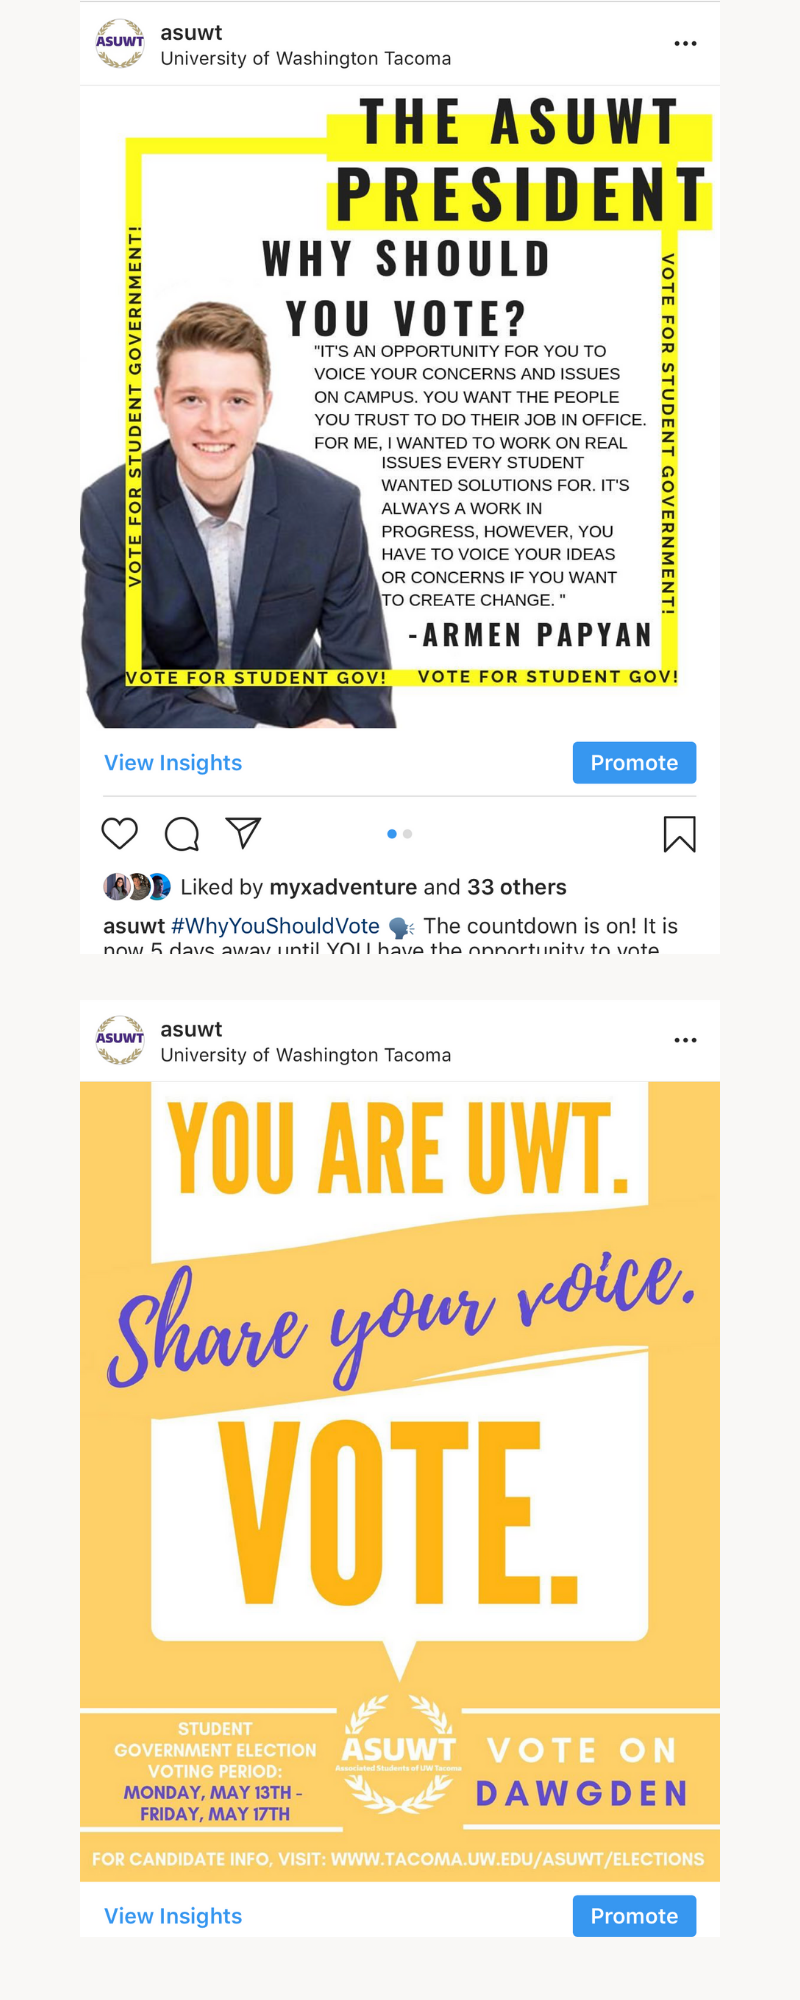 ASUWT
asuwt
University of Washington Tacoma
THE ASUWT
PRESIDENT
WHY SHOULD
YOU VOTE?
"IT'S AN OPPORTUNITY FOR YOU TO
VOICE YOUR CONCERNS AND ISSUES
ON CAMPUS. YOU WANT THE PEOPLE
YOU TRUST TO DO THEIR JOB IN OFFICE.
FOR ME, I WANTED TO WORK ON REAL
ISSUES EVERY STUDENT
WANTED SOLUTIONS FOR. IT'S
ALWAYS A WORK IN
PROGRESS, HOWEVER, YOU
HAVE TO VOICE YOUR IDEAS
OR CONCERNS IF YOU WANT
TO CREATE CHANGE. "
-ARMEN PAPYAN
VOTE FOR STUDENT GOVERNMENT!
VOTE FOR STUDENT GOVERNMENT!
VOTE FOR STUDENT GOV!
VOTE FOR STUDENT GOV!
View Insights
Promote
Liked by myxadventure and 33 others
asuwt #WhyYouShouldVote 🗣 The countdown is on! It is
now 5 days away until YOU have the opportunity to vote
ASUWT
asuwt
University of Washington Tacoma
YOU ARE UWT.
Share your voice.
VOTE.
STUDENT
GOVERNMENT ELECTION
VOTING PERIOD:
MONDAY, MAY 13TH -
FRIDAY, MAY 17TH
ASUWT
Associated Students of UW Tacoma
VOTE ON
DAWGDEN
FOR CANDIDATE INFO, VISIT: WWW.TACOMA.UW.EDU/ASUWT/ELECTIONS
View Insights
Promote